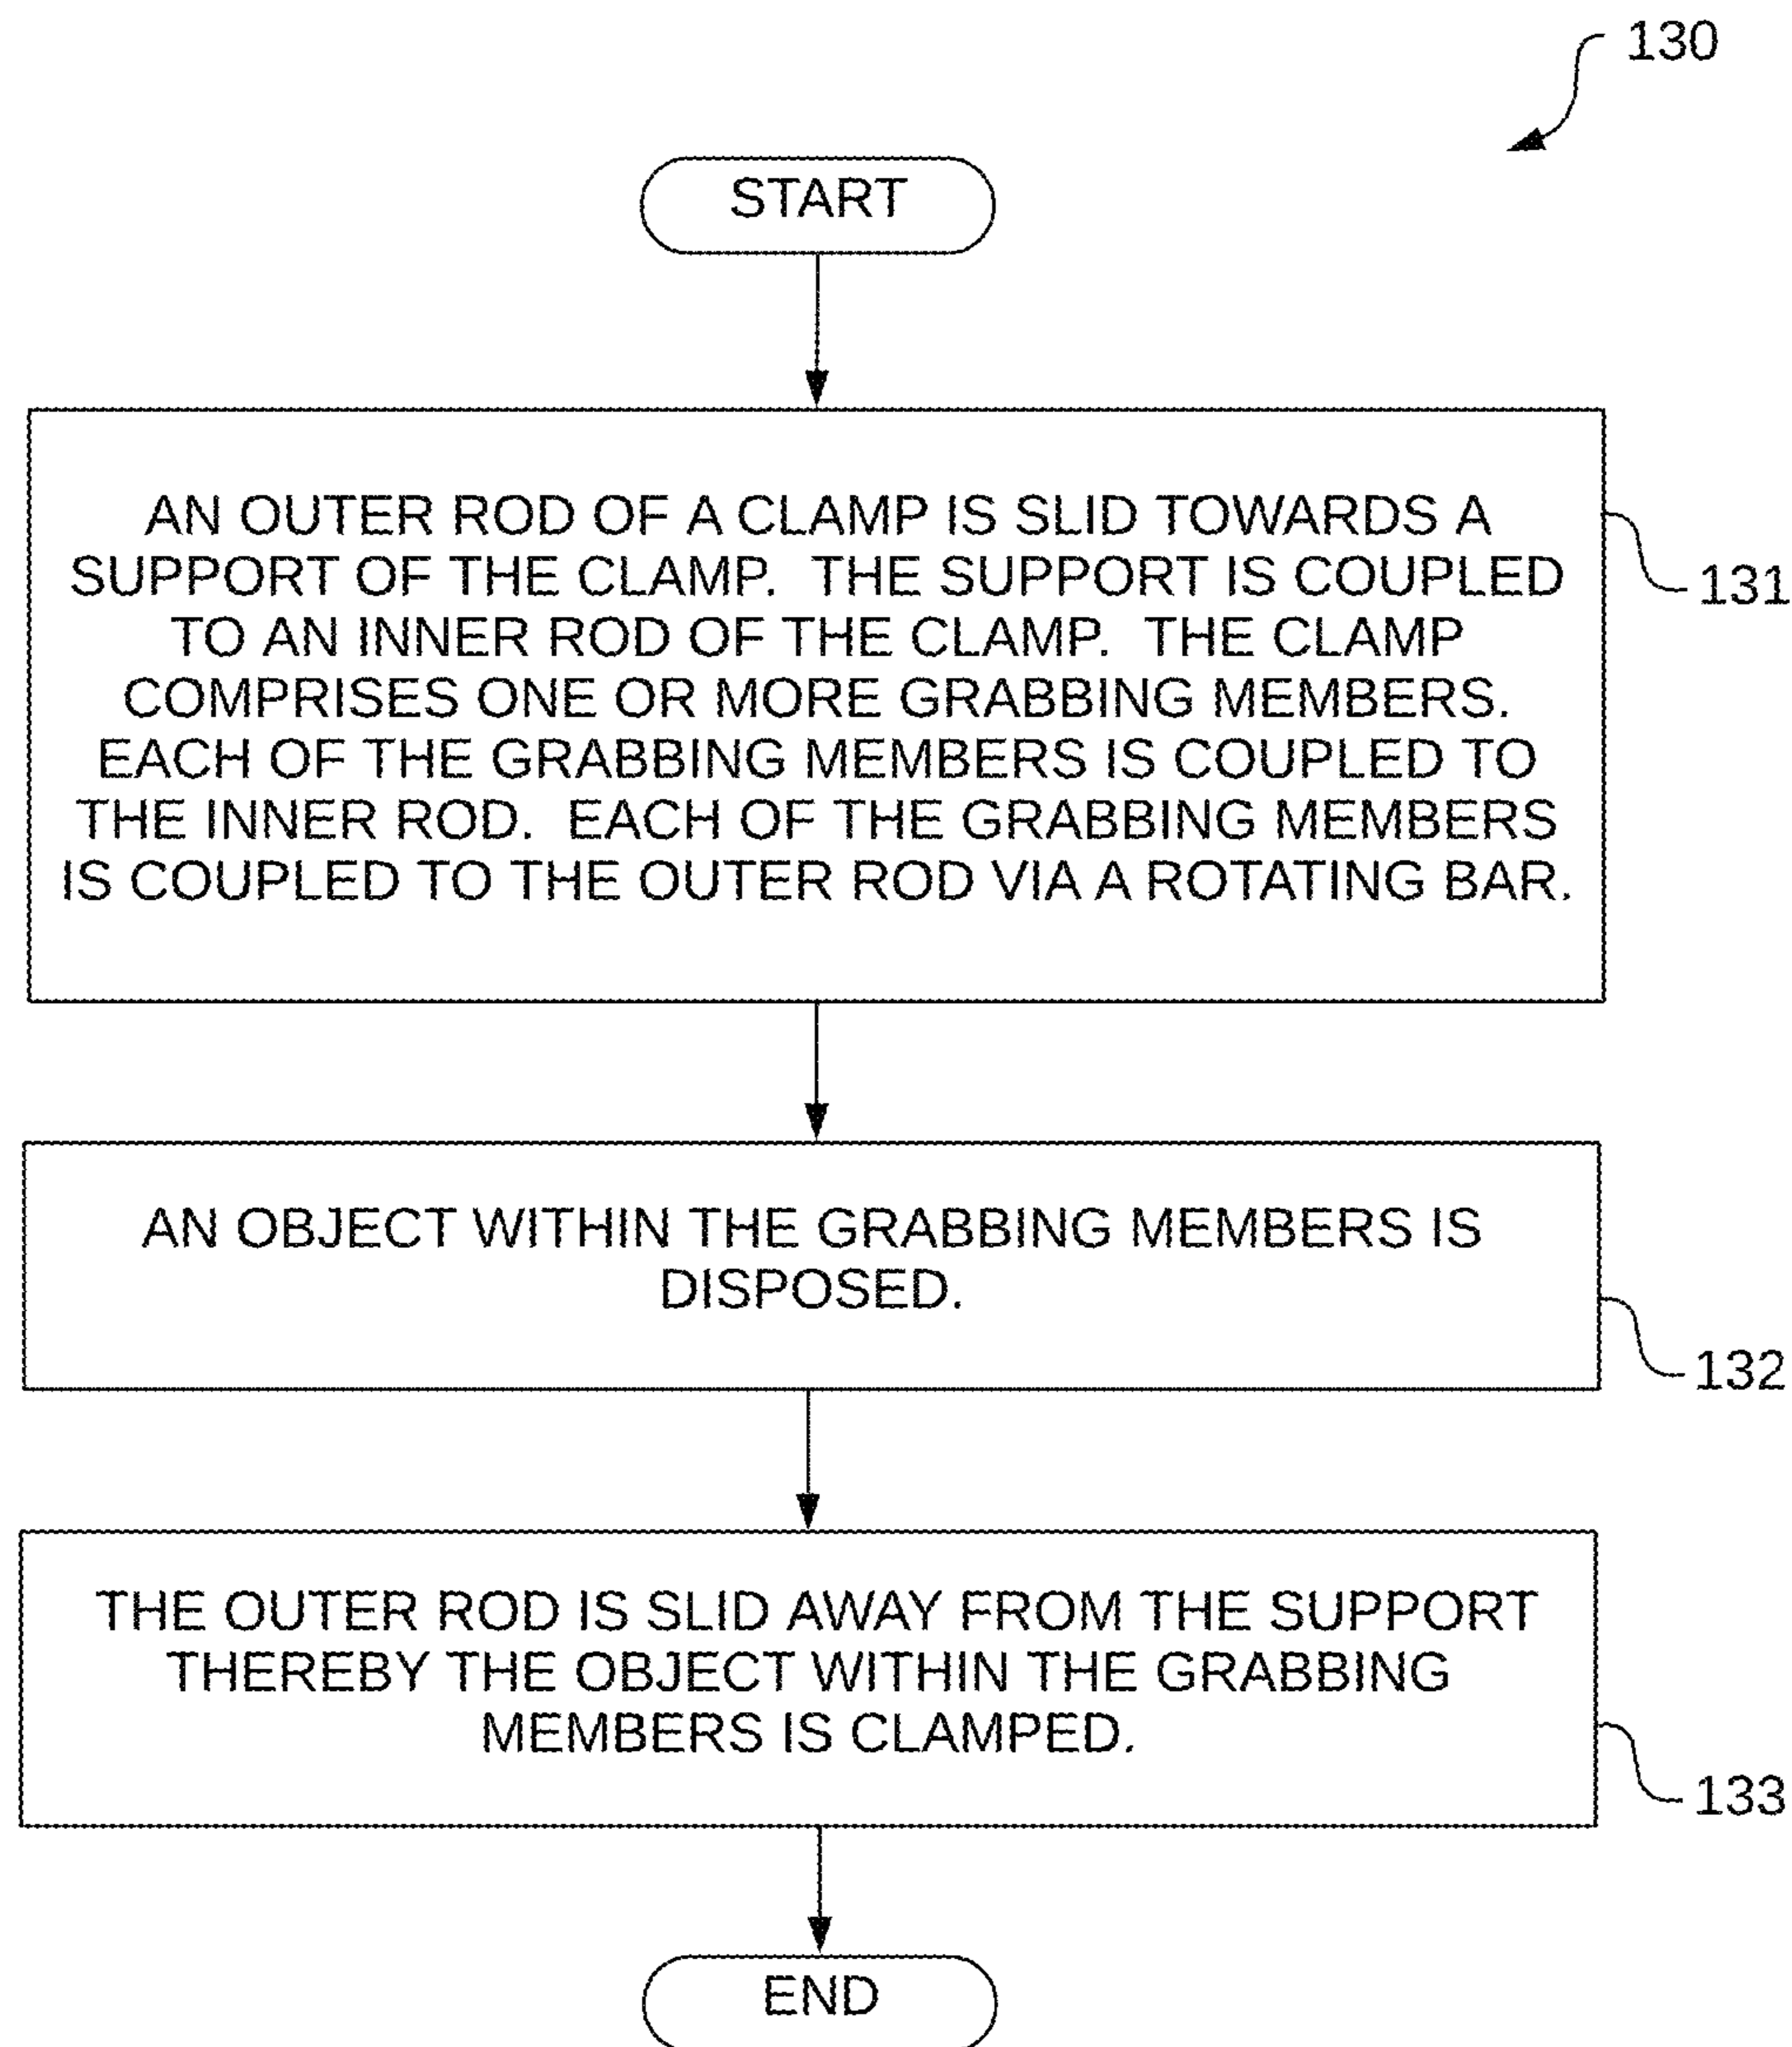 130
START
AN OUTER ROD OF A CLAMP IS SLID TOWARDS A
SUPPORT OF THE CLAMP.  THE SUPPORT IS COUPLED
TO AN INNER ROD OF THE CLAMP.  THE CLAMP
COMPRISES ONE OR MORE GRABBING MEMBERS.
EACH OF THE GRABBING MEMBERS IS COUPLED TO
THE INNER ROD.  EACH OF THE GRABBING MEMBERS
IS COUPLED TO THE OUTER ROD VIA A ROTATING BAR.
131
AN OBJECT WITHIN THE GRABBING MEMBERS IS
DISPOSED.
132
THE OUTER ROD IS SLID AWAY FROM THE SUPPORT
THEREBY THE OBJECT WITHIN THE GRABBING
MEMBERS IS CLAMPED.
133
END